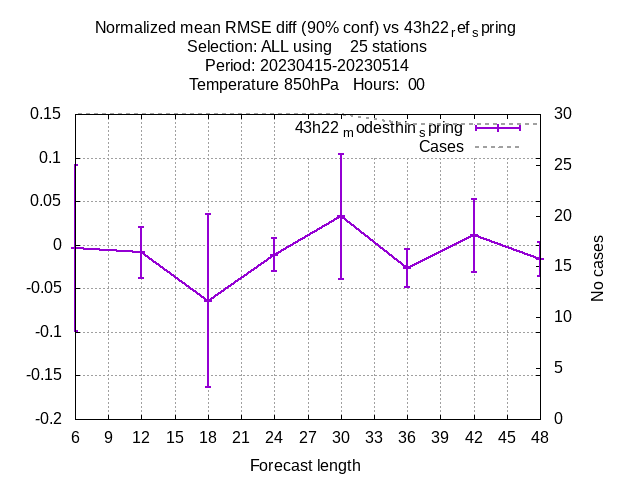 Normalized mean RMSE diff (90% conf) vs 43h22refspring
Selection: ALL using 25 stations
Period: 20230415-20230514
Temperature 850hPa Hours: 00
0.15
0.1
0.05
0
-0.05
-0.1
-0.15
-0.2
43h22modesthinspring
Cases
30
25
20
15
10
5
0
No cases
6 9 12 15 18 21 24 27 30 33 36 39 42 45 48
Forecast length